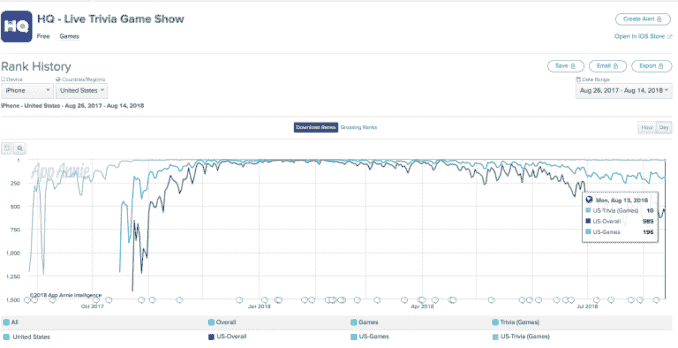 HQ - Live Trivia Game Show
HQ
Free Games
Create Alert
Open in iOS Store
Rank History
Save Email Export
Device Countries/Regions Date Range
iPhone United States Aug 26, 2017 - Aug 14, 2018
iPhone - United States - Aug 26, 2017 - Aug 14, 2018
Download Ranks Grossing Ranks
Hour Day
App Annie
1
250
500
750
1,000
1,250
1,500
Mon, Aug 13, 2018
US-Trivia (Games) 10
US-Overall 585
US-Games 196
©2018 App Annie Intelligence
Oct 2017 Jan 2018 Apr 2018 Jul 2018
All Overall Games Trivia (Games)
United States US-Overall US-Games US-Trivia (Games)